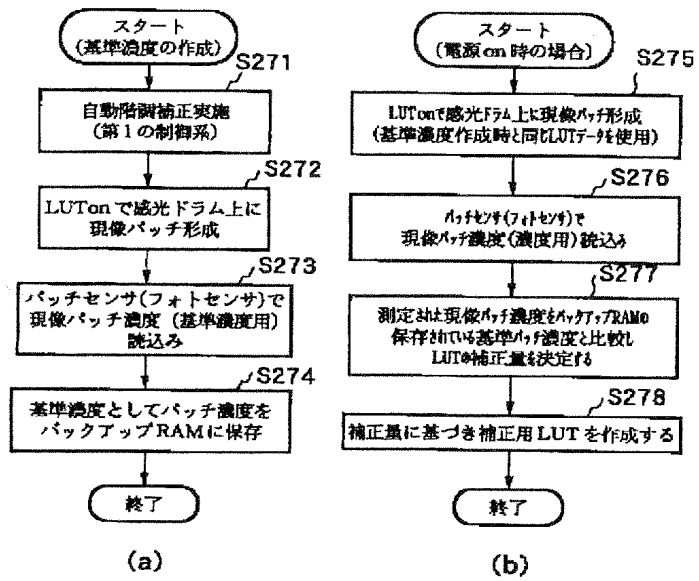 スタート
(基準濃度の作成)
S271
自動階調補正実施
(第1の制御系)
S272
LUTonで感光ドラム上に
現像パッチ形成
S273
パッチセンサ(フォトセンサ)で
現像パッチ濃度(基準濃度用)
読込み
S274
基準濃度としてパッチ濃度を
バックアップRAMに保存
終了
(a)
スタート
(電源on時の場合)
S275
LUTonで感光ドラム上に現像パッチ形成
(基準濃度作成時と同じLUTデータを使用)
S276
パッチセンサ(フォトセンサ)で
現像パッチ濃度(濃度用)読込み
S277
測定された現像パッチ濃度をバックアップRAMの
保存されている基準パッチ濃度と比較し
LUTの補正量を決定する
S278
補正量に基づき補正用LUTを作成する
終了
(b)